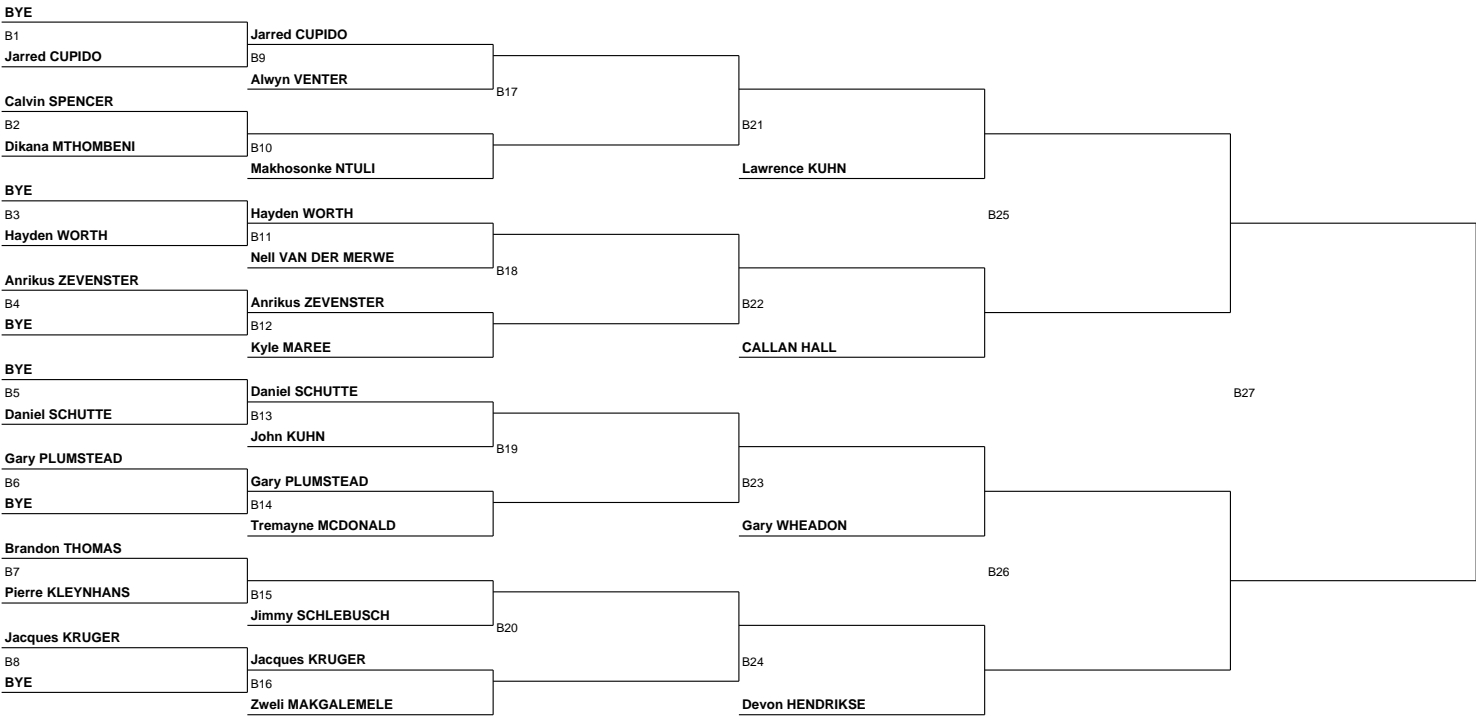 BYE
B1
Jarred CUPIDO
Calvin SPENCER
B2
Dikana MTHOMBENI
BYE
B3
Hayden WORTH
Anrikus ZEVENSTER
B4
BYE
BYE
B5
Daniel SCHUTTE
Gary PLUMSTEAD
B6
BYE
Brandon THOMAS
B7
Pierre KLEYNHANS
Jacques KRUGER
B8
BYE
Jarred CUPIDO
B9
Alwyn VENTER
B10
Makhosonke NTULI
Hayden WORTH
B11
Nell VAN DER MERWE
Anrikus ZEVENSTER
B12
Kyle MAREE
Daniel SCHUTTE
B13
John KUHN
Gary PLUMSTEAD
B14
Tremayne MCDONALD
B15
Jimmy SCHLEBUSCH
Jacques KRUGER
B16
Zweli MAKGALEMELE
B17
B18
B19
B20
B21
Lawrence KUHN
B22
CALLAN HALL
B23
Gary WHEADON
B24
Devon HENDRIKSE
B25
B26
B27